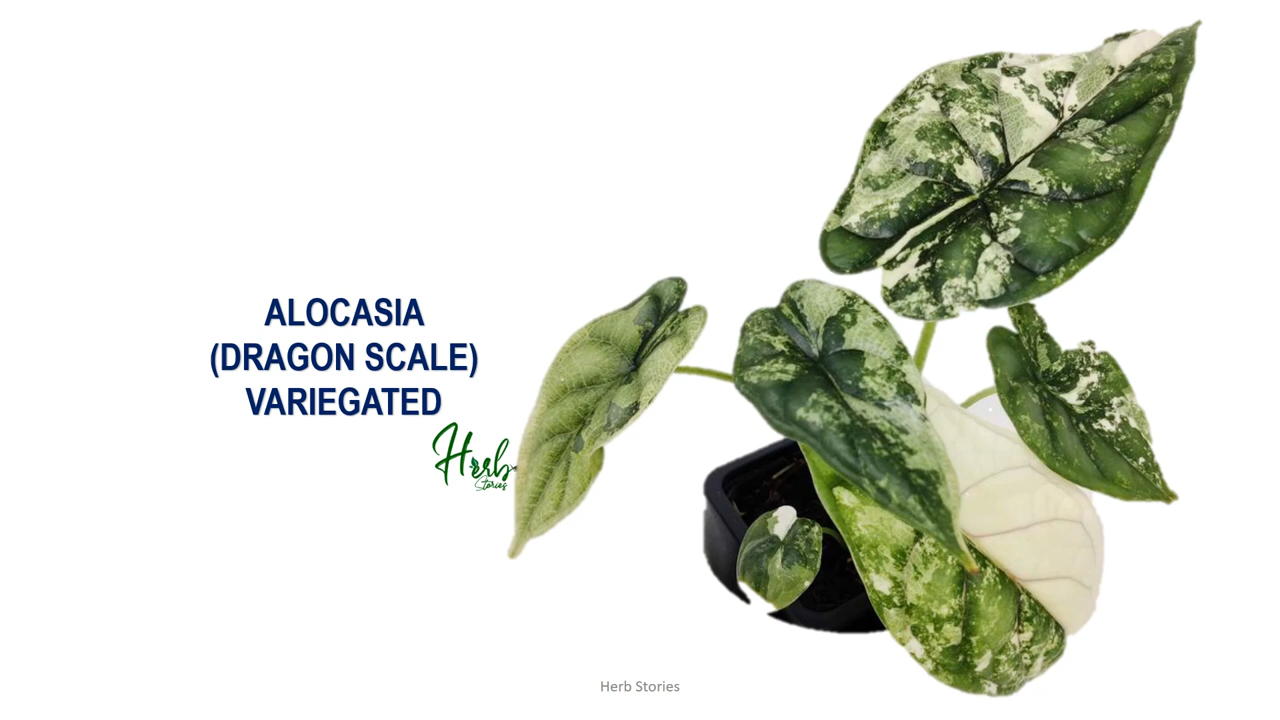 ALOCASIA
(DRAGON SCALE)
VARIEGATED
Herb
Stories
Herb Stories